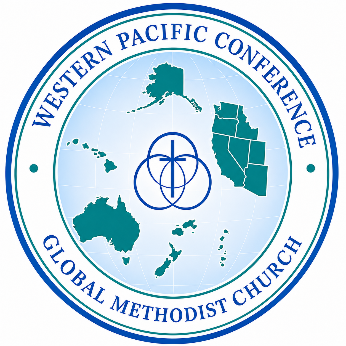 WESTERN PACIFIC CONFERENCE
GLOBAL METHODIST CHURCH